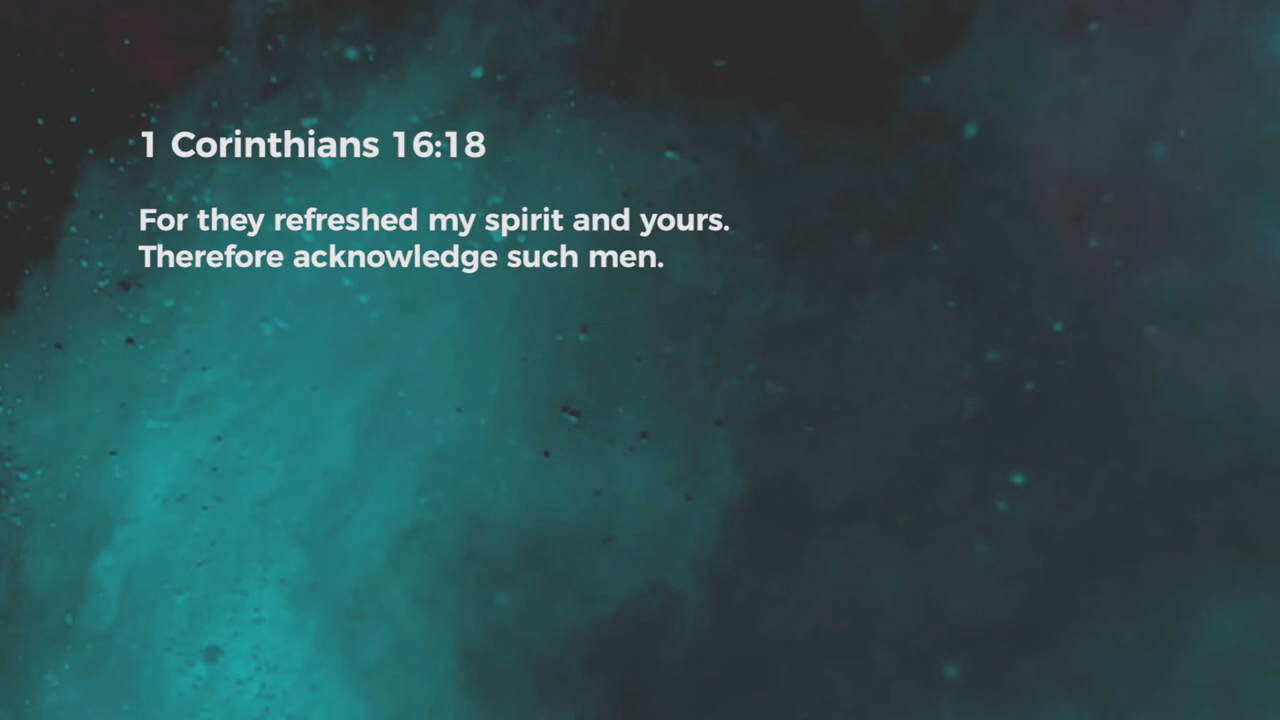 1 Corinthians 16:18
For they refreshed my spirit and yours.
Therefore acknowledge such men.